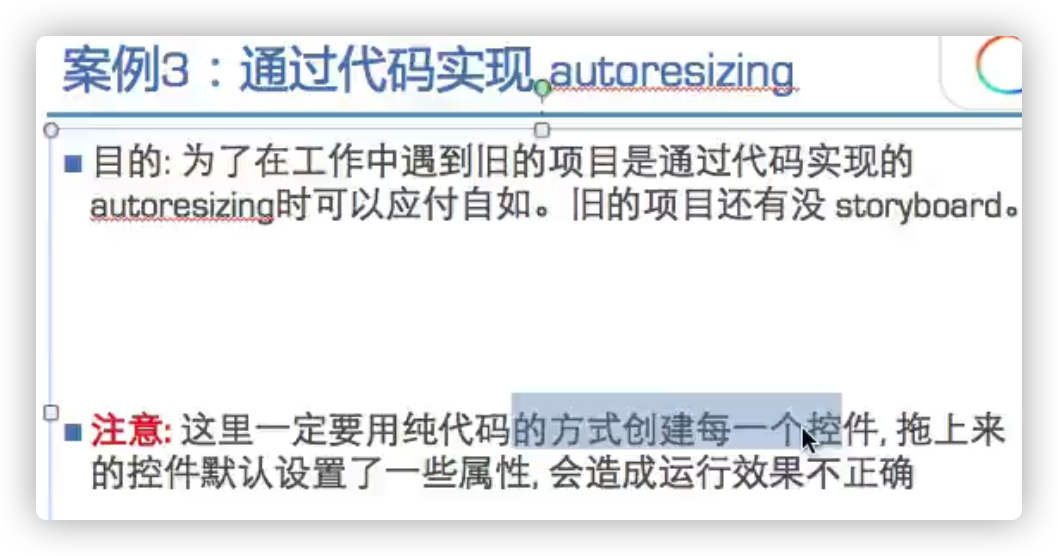 案例3：通过代码实现 autoresizing
目的: 为了在工作中遇到旧的项目是通过代码实现的
autoresizing时可以应付自如。旧的项目还有没 storyboard。
注意: 这里一定要用纯代码的方式创建每一个控件, 拖上来
的控件默认设置了一些属性, 会造成运行效果不正确